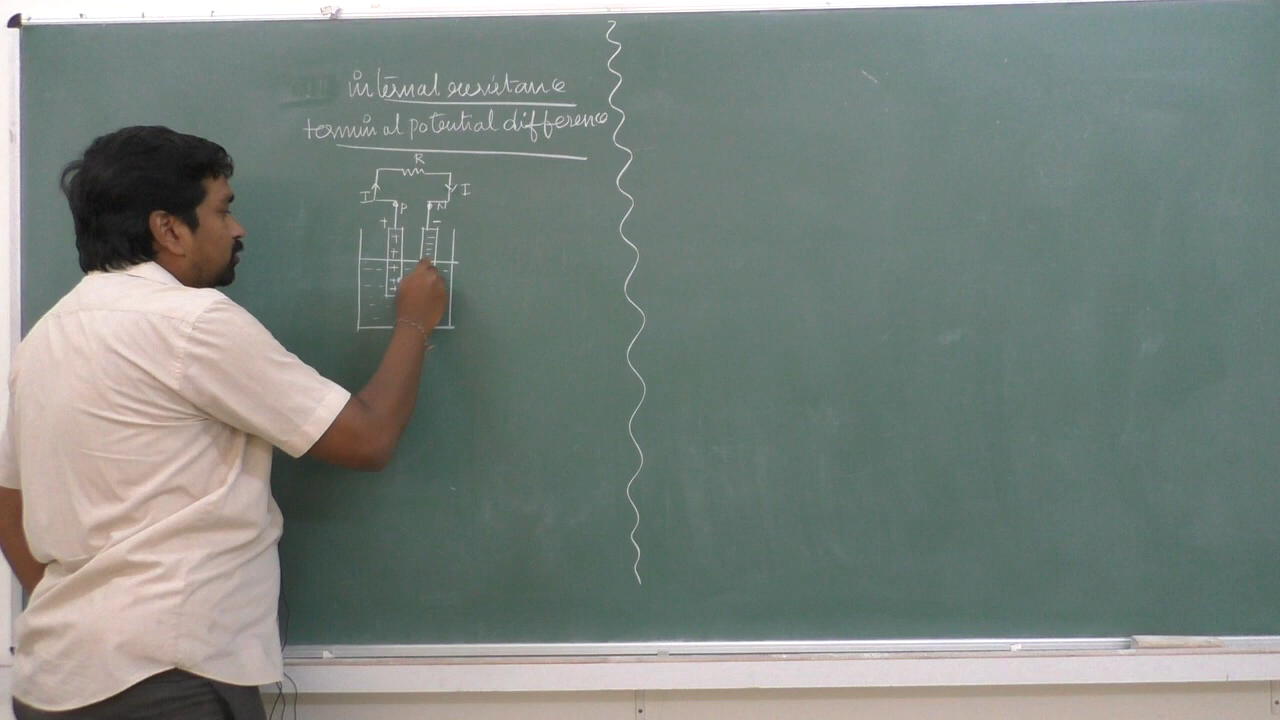 internal resistance
terminal potential difference
R
I I
P N
+ -